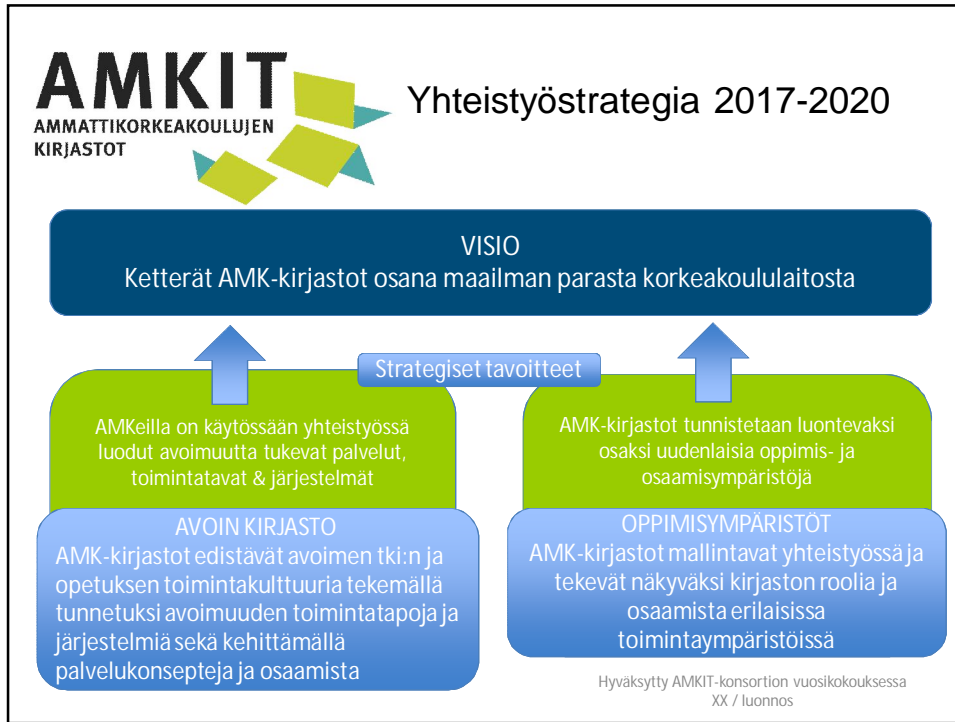 AMKIT
AMMATTIKORKEAKOULUJEN
KIRJASTOT
Yhteistyöstrategia 2017-2020
VISIO
Ketterät AMK-kirjastot osana maailman parasta korkeakoululaitosta
Strategiset tavoitteet
AMKeilla on käytössään yhteistyössä
luodut avoimuutta tukevat palvelut,
toimintatavat & järjestelmät
AVOIN KIRJASTO
AMK-kirjastot edistävät avoimen tki:n ja
opetuksen toimintakulttuuria tekemällä
tunnetuksi avoimuuden toimintatapoja ja
järjestelmiä sekä kehittämällä
palvelukonsepteja ja osaamista
AMK-kirjastot tunnistetaan luontevaksi
osaksi uudenlaisia oppimis- ja
osaamisympäristöjä
OPPIMISYMPÄRISTÖT
AMK-kirjastot mallintavat yhteistyössä ja
tekevät näkyväksi kirjaston roolia ja
osaamista erilaisissa
toimintaympäristöissä
Hyväksytty AMKIT-konsortion vuosikokouksessa
XX / luonnos